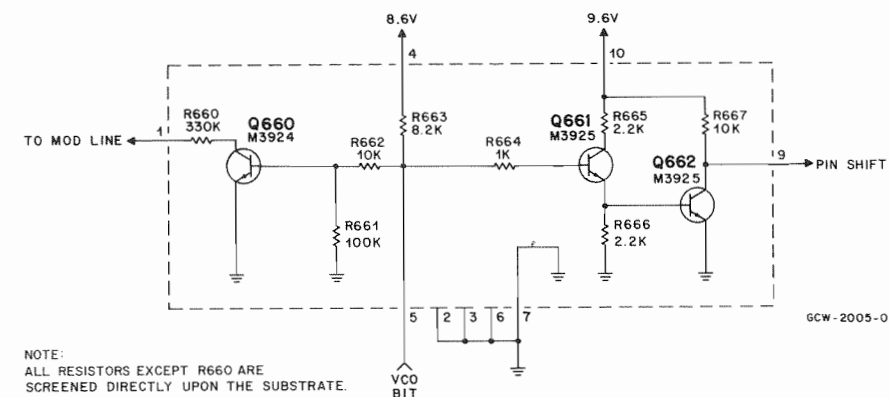 8.6V
9.6V
4
10
R660
330K
Q660
M3924
R663
8.2K
Q661
M3925
R665
2.2K
R667
10K
TO MOD LINE
1
R662
10K
R664
1K
Q662
M3925
9
PIN SHIFT
R661
100K
R666
2.2K
5
2
3
6
7
GCW-2005-0
NOTE:
ALL RESISTORS EXCEPT R660 ARE
SCREENED DIRECTLY UPON THE SUBSTRATE.
VCO
BIT